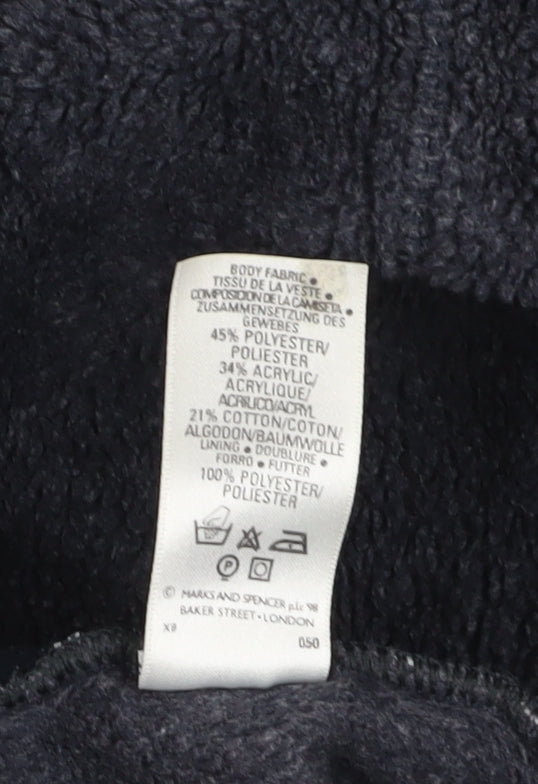 BODY FABRIC •
TISSU DE LA VESTE •
COMPOSICION DE LA CAMISETA •
ZUSAMMENSETZUNG DES
GEWEBES
45% POLYESTER/
POLIESTER
34% ACRYLIC/
ACRYLIQUE/
ACRILICO/ACRYL
21% COTTON/COTON/
ALGODON/BAUMWOLLE
LINING • DOUBLURE •
FORRO • FUTTER
100% POLYESTER/
POLIESTER
P
© MARKS AND SPENCER p.l.c 98
BAKER STREET • LONDON
X9
050